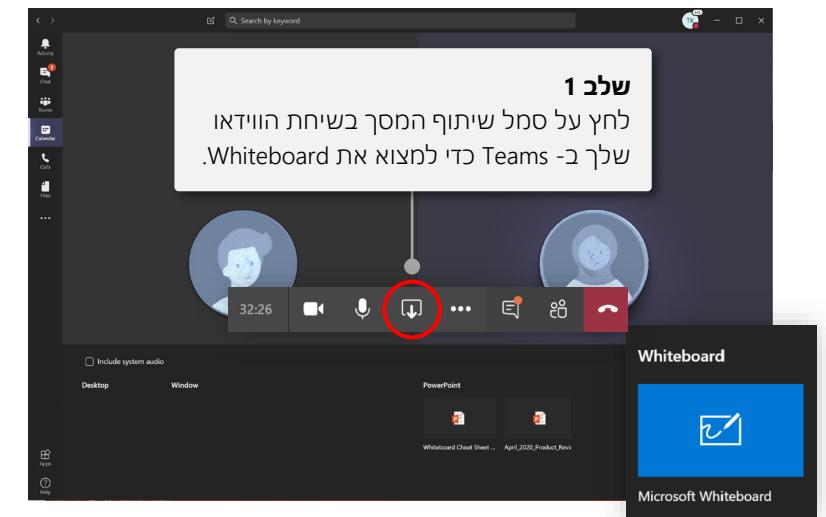 Search by keyword
TK
Activity
Chat
Teams
Calendar
Calls
Files
שלב 1
לחץ על סמל שיתוף המסך בשיחת הווידאו
שלך ב- Teams כדי למצוא את Whiteboard.
32:26
Include system audio
Desktop Window PowerPoint
Whiteboard Cheat Sheet ... April_2020_Product_Revi
Whiteboard
Microsoft Whiteboard
Apps
Help